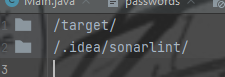 Main.java passwords
1 /target/
2 /.idea/sonarlint/
3